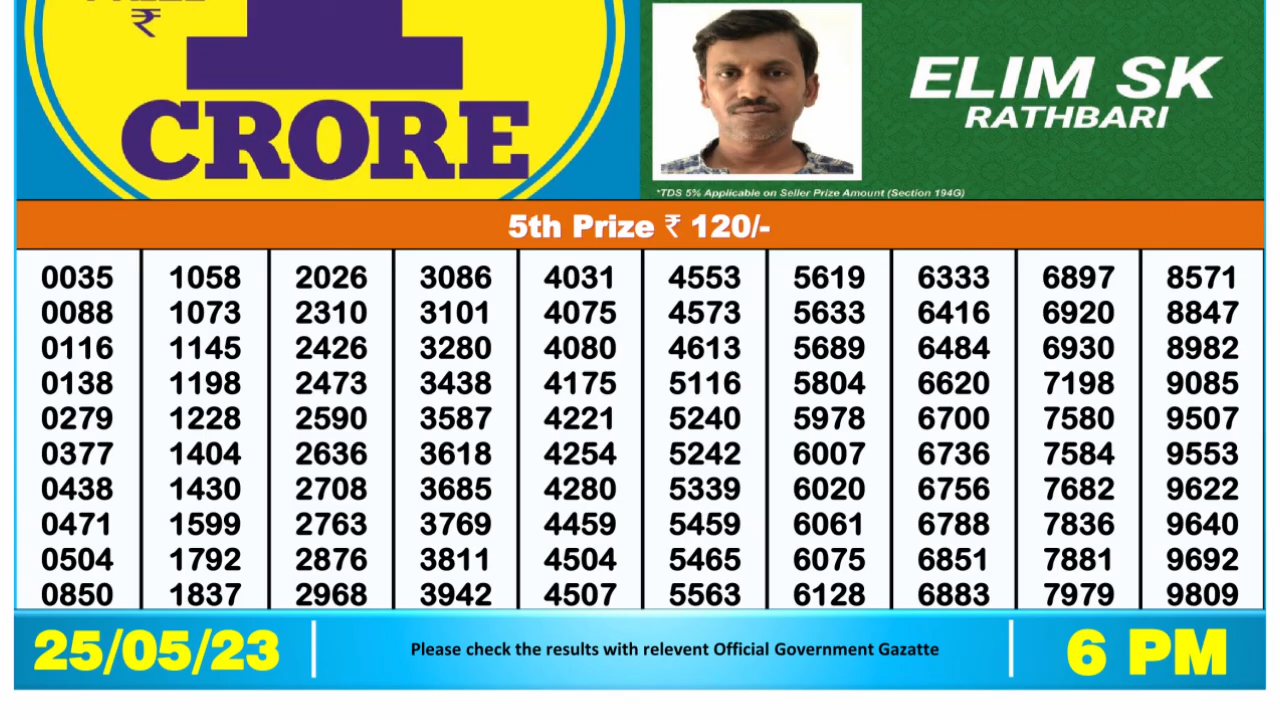 ₹
CRORE
ELIM SK
RATHBARI
*TDS 5% Applicable on Seller Prize Amount (Section 194G)
5th Prize ₹ 120/-
0035 1058 2026 3086 4031 4553 5619 6333 6897 8571
0088 1073 2310 3101 4075 4573 5633 6416 6920 8847
0116 1145 2426 3280 4080 4613 5689 6484 6930 8982
0138 1198 2473 3438 4175 5116 5804 6620 7198 9085
0279 1228 2590 3587 4221 5240 5978 6700 7580 9507
0377 1404 2636 3618 4254 5242 6007 6736 7584 9553
0438 1430 2708 3685 4280 5339 6020 6756 7682 9622
0471 1599 2763 3769 4459 5459 6061 6788 7836 9640
0504 1792 2876 3811 4504 5465 6075 6851 7881 9692
0850 1837 2968 3942 4507 5563 6128 6883 7979 9809
25/05/23 Please check the results with relevent Official Government Gazatte 6 PM